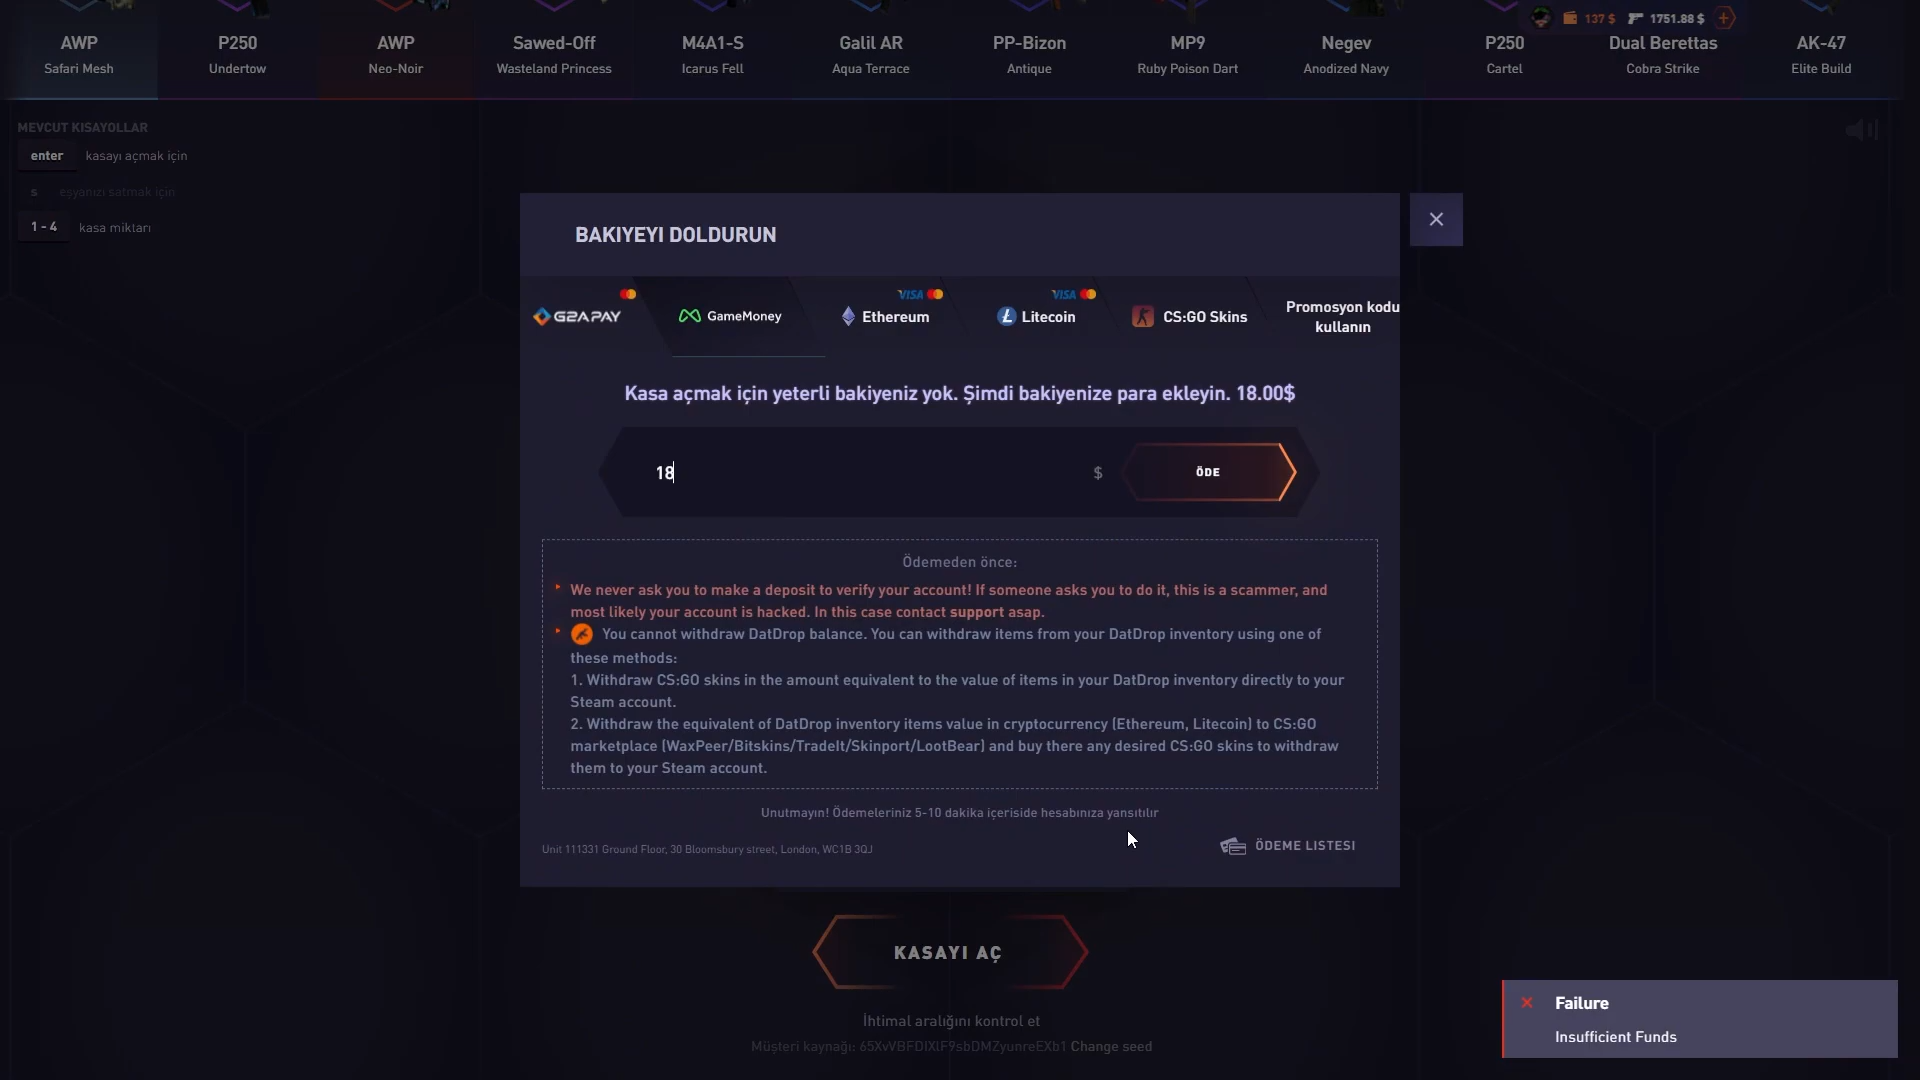 137 $ 1751.88 $
AWP
Safari Mesh
P250
Undertow
AWP
Neo-Noir
Sawed-Off
Wasteland Princess
M4A1-S
Icarus Fell
Galil AR
Aqua Terrace
PP-Bizon
Antique
MP9
Ruby Poison Dart
Negev
Anodized Navy
P250
Cartel
Dual Berettas
Cobra Strike
AK-47
Elite Build
MEVCUT KISAYOLLAR
enter kasayı açmak için
s eşyanızı satmak için
1 - 4 kasa miktarı
BAKIYEYI DOLDURUN
G2A PAY
GameMoney
VISA
Ethereum
VISA
Litecoin
CS:GO Skins
Promosyon kodu
kullanın
Kasa açmak için yeterli bakiyeniz yok. Şimdi bakiyenize para ekleyin. 18.00$
18 $ ÖDE
Ödemeden önce:
We never ask you to make a deposit to verify your account! If someone asks you to do it, this is a scammer, and
most likely your account is hacked. In this case contact support asap.
You cannot withdraw DatDrop balance. You can withdraw items from your DatDrop inventory using one of
these methods:
1. Withdraw CS:GO skins in the amount equivalent to the value of items in your DatDrop inventory directly to your
Steam account.
2. Withdraw the equivalent of DatDrop inventory items value in cryptocurrency (Ethereum, Litecoin) to CS:GO
marketplace (WaxPeer/Bitskins/TradeIt/Skinport/LootBear) and buy there any desired CS:GO skins to withdraw
them to your Steam account.
Unutmayın! Ödemeleriniz 5-10 dakika içeriside hesabınıza yansıtılır
Unit 111331 Ground Floor, 30 Bloomsbury street, London, WC1B 3QJ
ÖDEME LISTESI
KASAYI AÇ
İhtimal aralığını kontrol et
Müşteri kaynağı: 65XvVBFDIXlF9sbDMZyunreEXb1 Change seed
Failure
Insufficient Funds